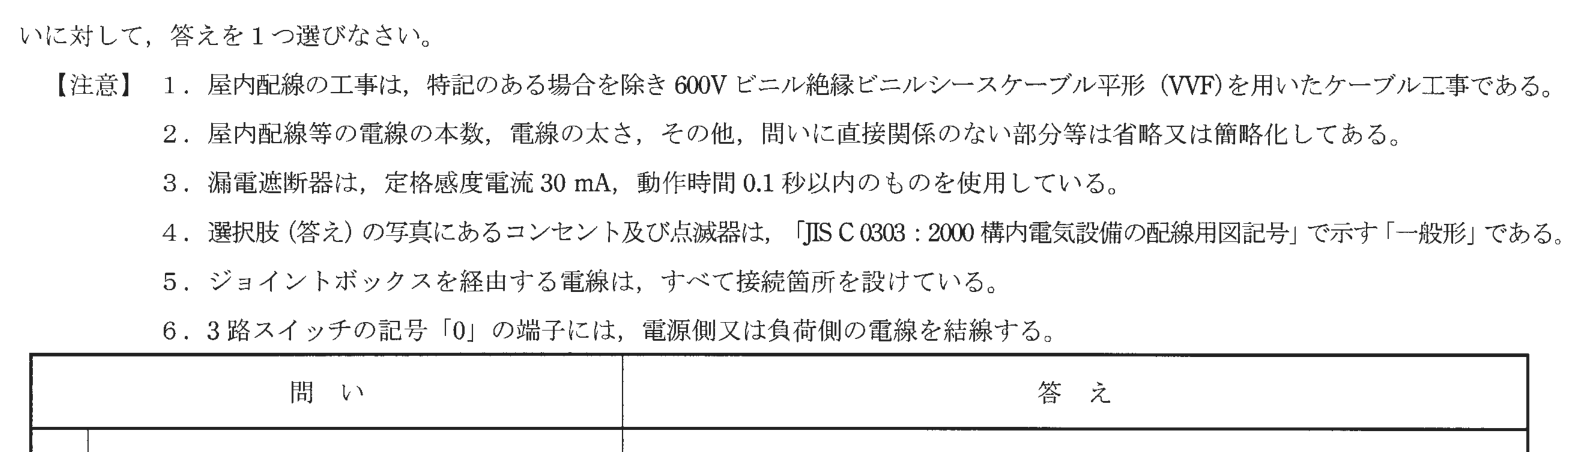 いに対して，答えを1つ選びなさい。
【注意】 1．屋内配線の工事は，特記のある場合を除き 600V ビニル絶縁ビニルシースケーブル平形（VVF)を用いたケーブル工事である。
2．屋内配線等の電線の本数，電線の太さ，その他，問いに直接関係のない部分等は省略又は簡略化してある。
3．漏電遮断器は，定格感度電流 30 mA，動作時間 0.1 秒以内のものを使用している。
4．選択肢（答え）の写真にあるコンセント及び点滅器は，「JIS C 0303：2000 構内電気設備の配線用図記号」で示す「一般形」である。
5．ジョイントボックスを経由する電線は，すべて接続箇所を設けている。
6．3 路スイッチの記号「0」の端子には，電源側又は負荷側の電線を結線する。
問 い 答 え